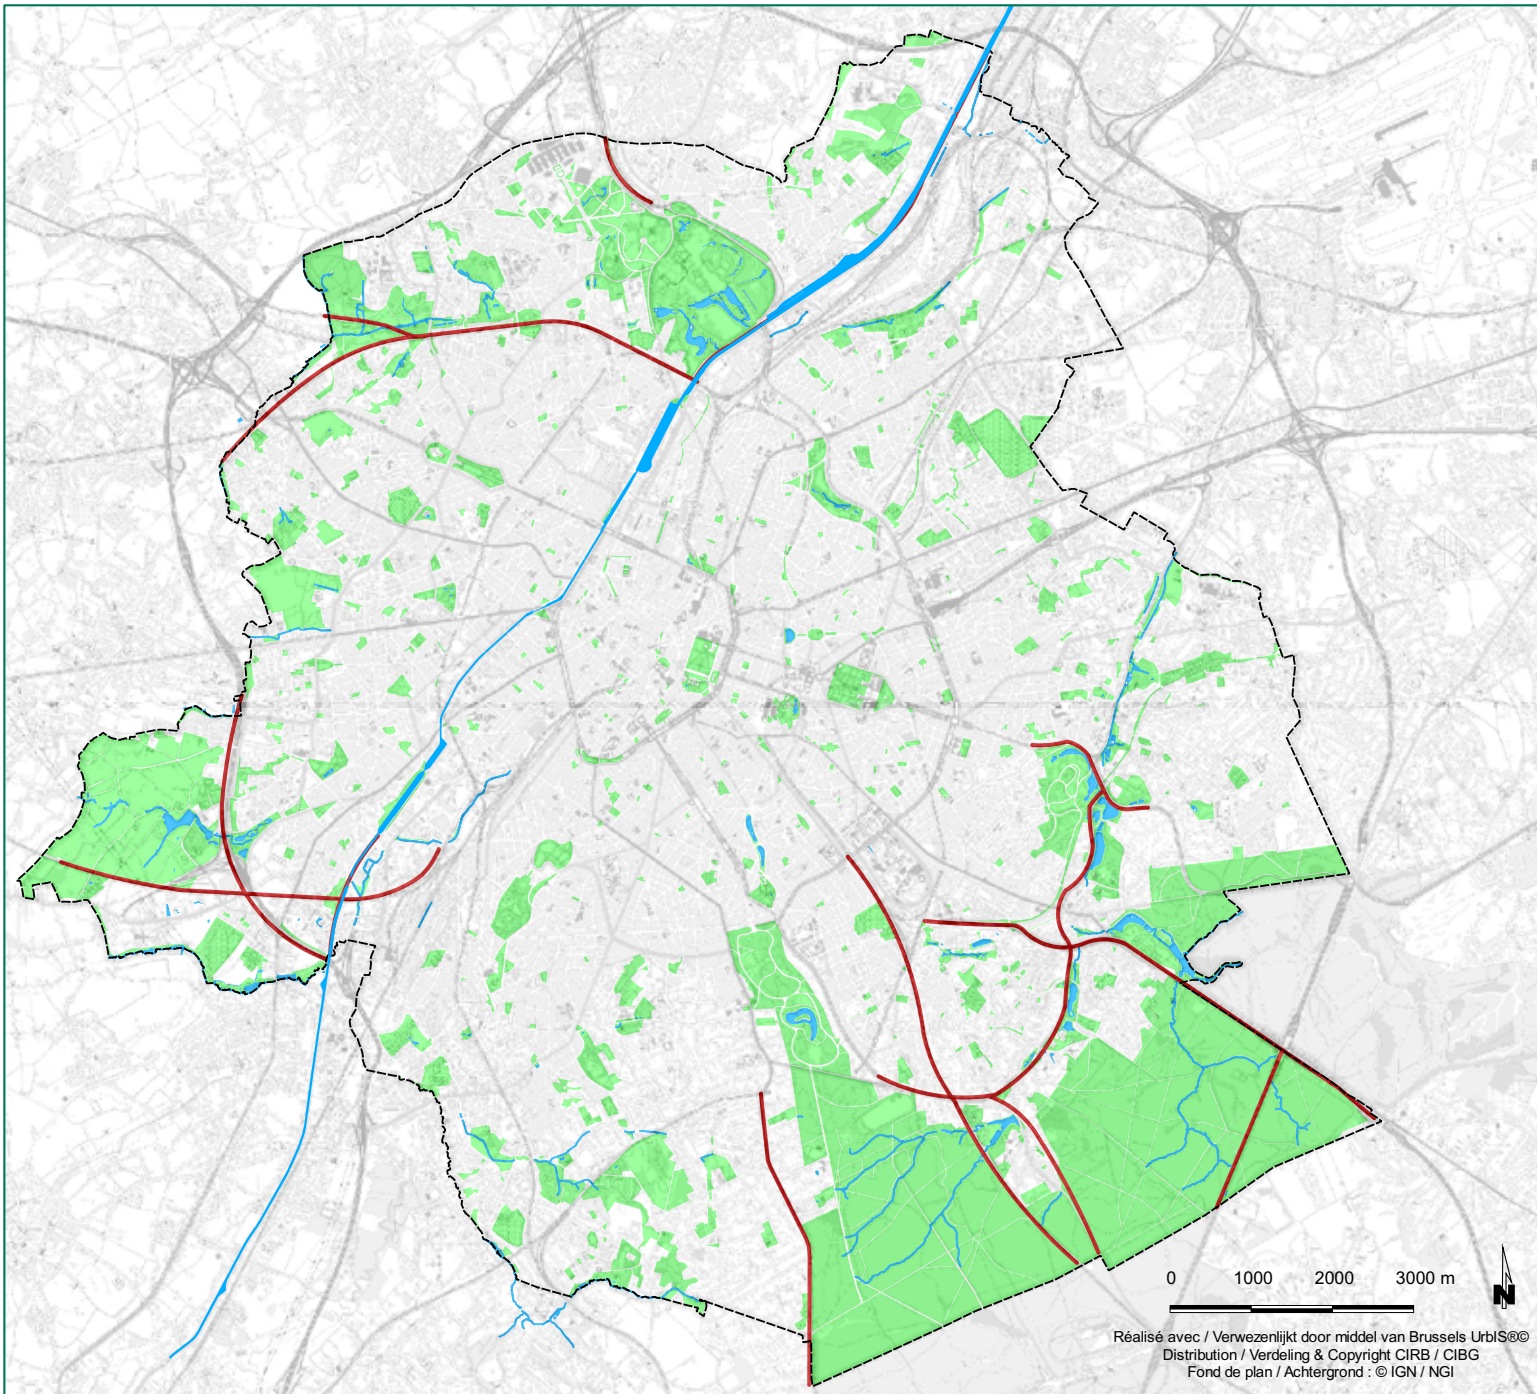 0 1000 2000 3000 m
N
Réalisé avec / Verwezenlijkt door middel van Brussels UrbIS®©
Distribution / Verdeling & Copyright CIRB / CIBG
Fond de plan / Achtergrond : © IGN / NGI